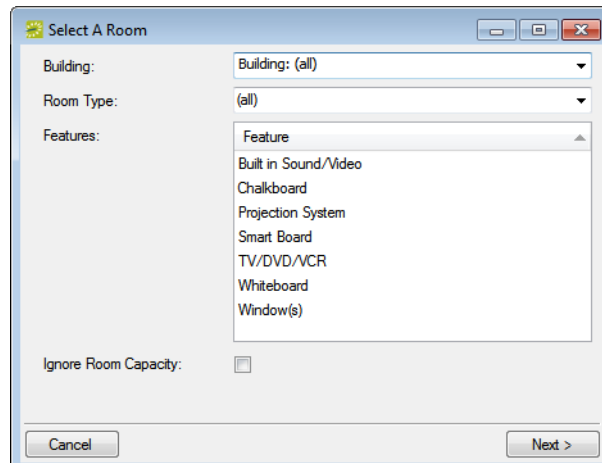 Select A Room
Building: Building: (all)
Room Type: (all)
Features: Feature
Built in Sound/Video
Chalkboard
Projection System
Smart Board
TV/DVD/VCR
Whiteboard
Window(s)
Ignore Room Capacity:
Cancel Next >